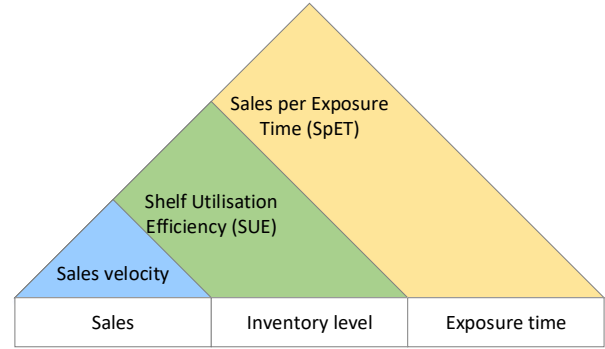 Sales per Exposure
Time (SpET)
Shelf Utilisation
Efficiency (SUE)
Sales velocity
Sales
Inventory level
Exposure time